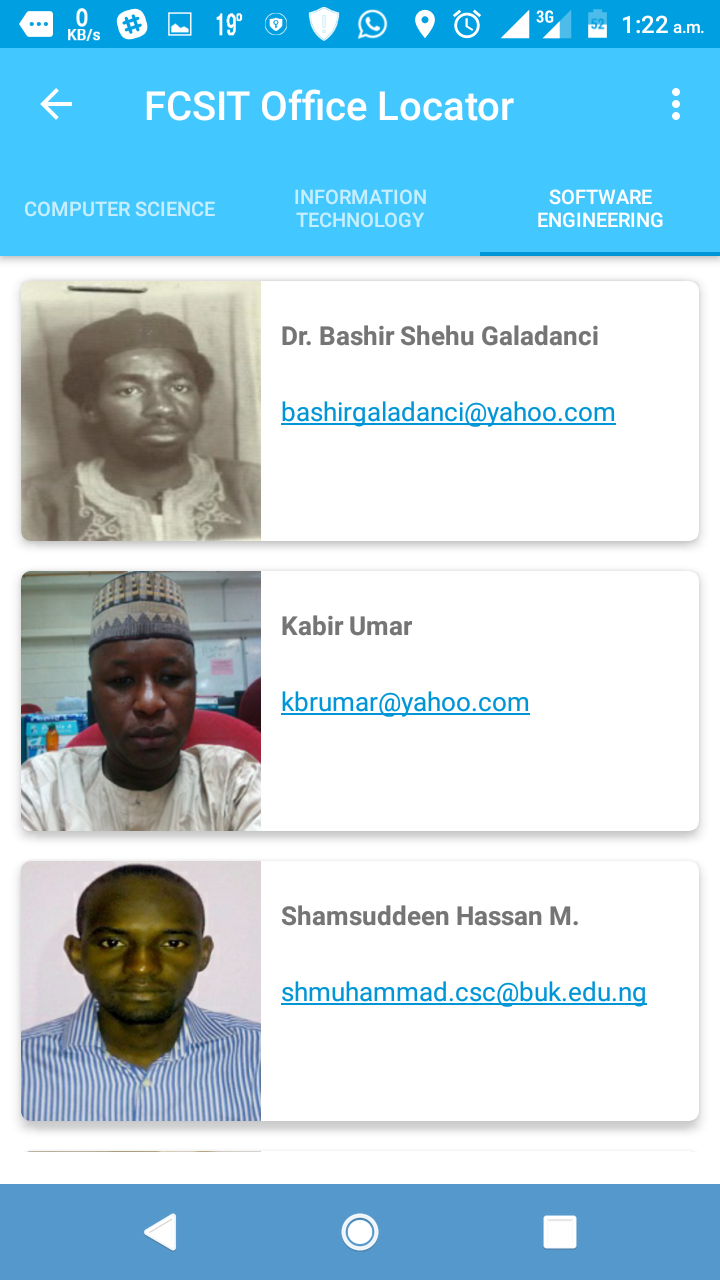 0
KB/s
19°
3G
52
1:22 a.m.
FCSIT Office Locator
COMPUTER SCIENCE
INFORMATION
TECHNOLOGY
SOFTWARE
ENGINEERING
Dr. Bashir Shehu Galadanci
bashirgaladanci@yahoo.com
Kabir Umar
kbrumar@yahoo.com
Shamsuddeen Hassan M.
shmuhammad.csc@buk.edu.ng